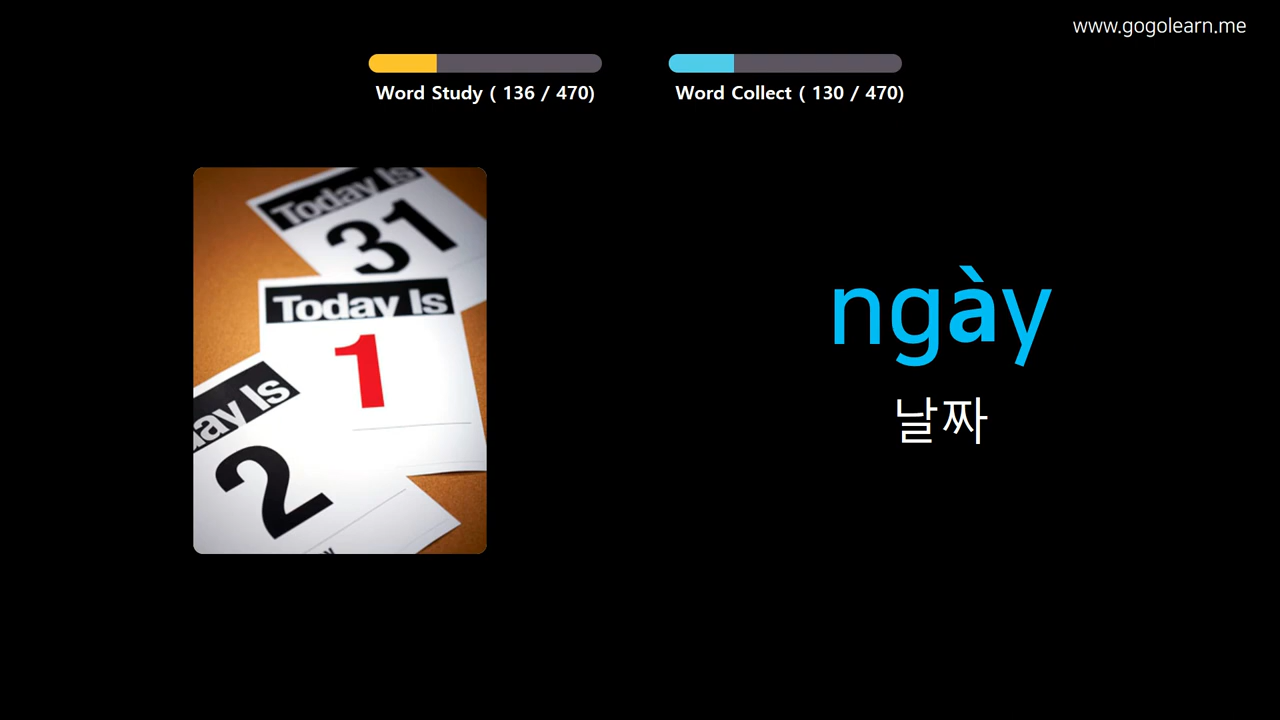 www.gogolearn.me
Word Study ( 136 / 470)
Word Collect ( 130 / 470)
Today Is
31
Today Is
1
ay Is
2
ngày
날짜